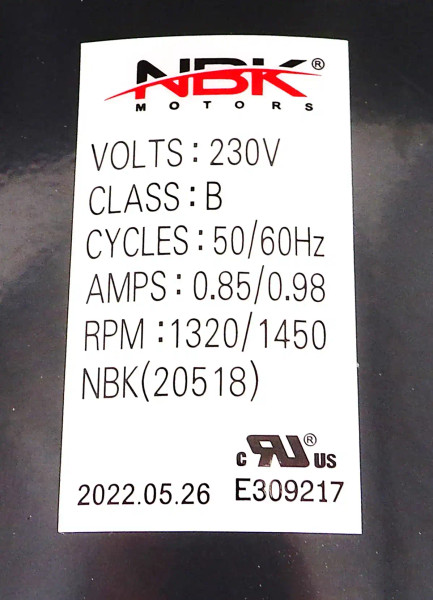 NBK®
MOTORS
VOLTS : 230V
CLASS : B
CYCLES : 50/60Hz
AMPS : 0.85/0.98
RPM : 1320/1450
NBK(20518)
c RU® US
2022.05.26 E309217